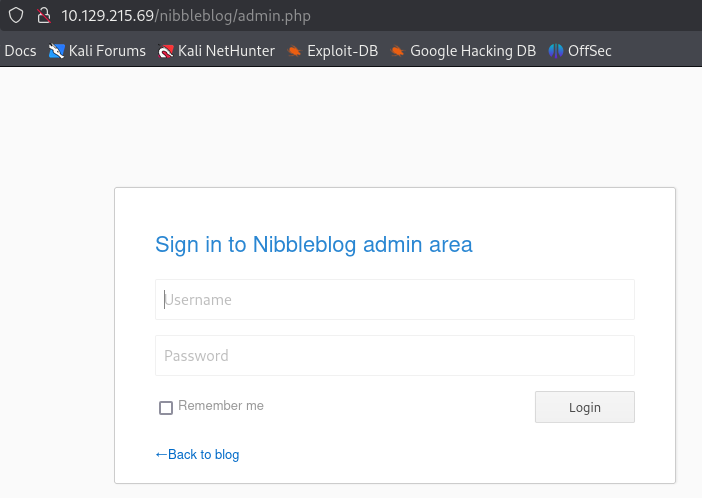 10.129.215.69/nibbleblog/admin.php
Docs Kali Forums Kali NetHunter Exploit-DB Google Hacking DB OffSec
Sign in to Nibbleblog admin area
Username
Password
Remember me Login
←Back to blog